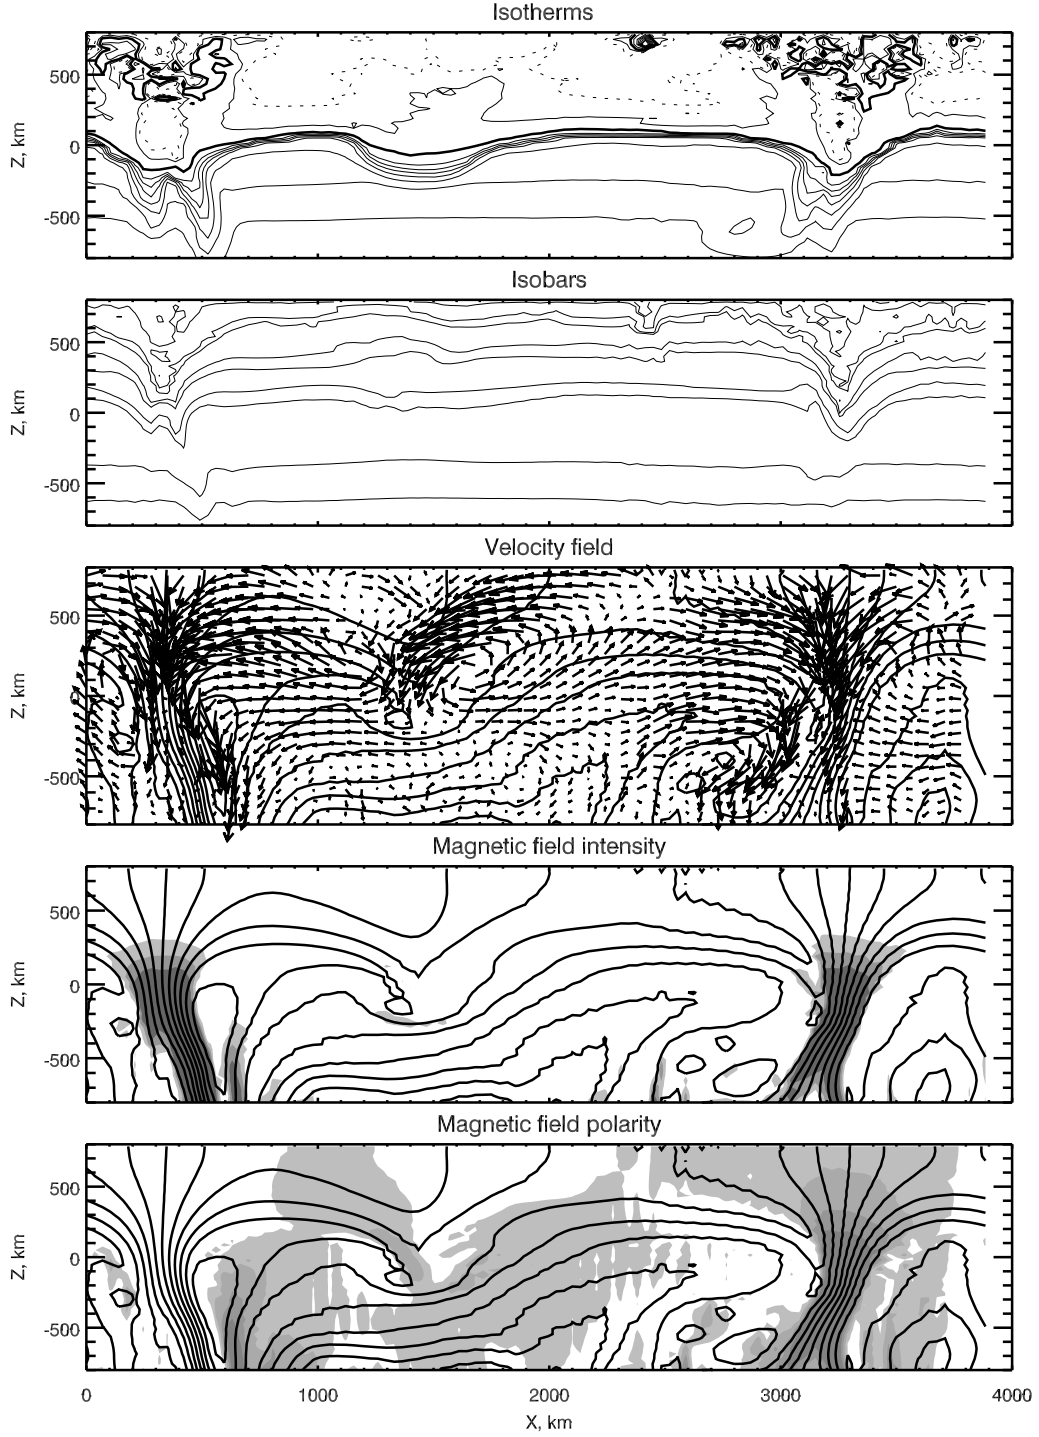 Isotherms
500
0
-500
Z, km
Isobars
500
0
-500
Z, km
Velocity field
500
0
-500
Z, km
Magnetic field intensity
500
0
-500
Z, km
Magnetic field polarity
500
0
-500
Z, km
0 1000 2000 3000 4000
X, km